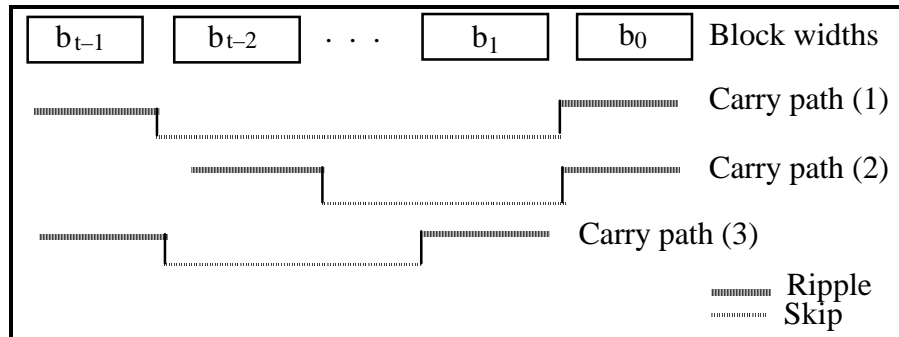 b_{t–1} b_{t–2} . . . b_1 b_0 Block widths
Carry path (1)
Carry path (2)
Carry path (3)
Ripple
Skip